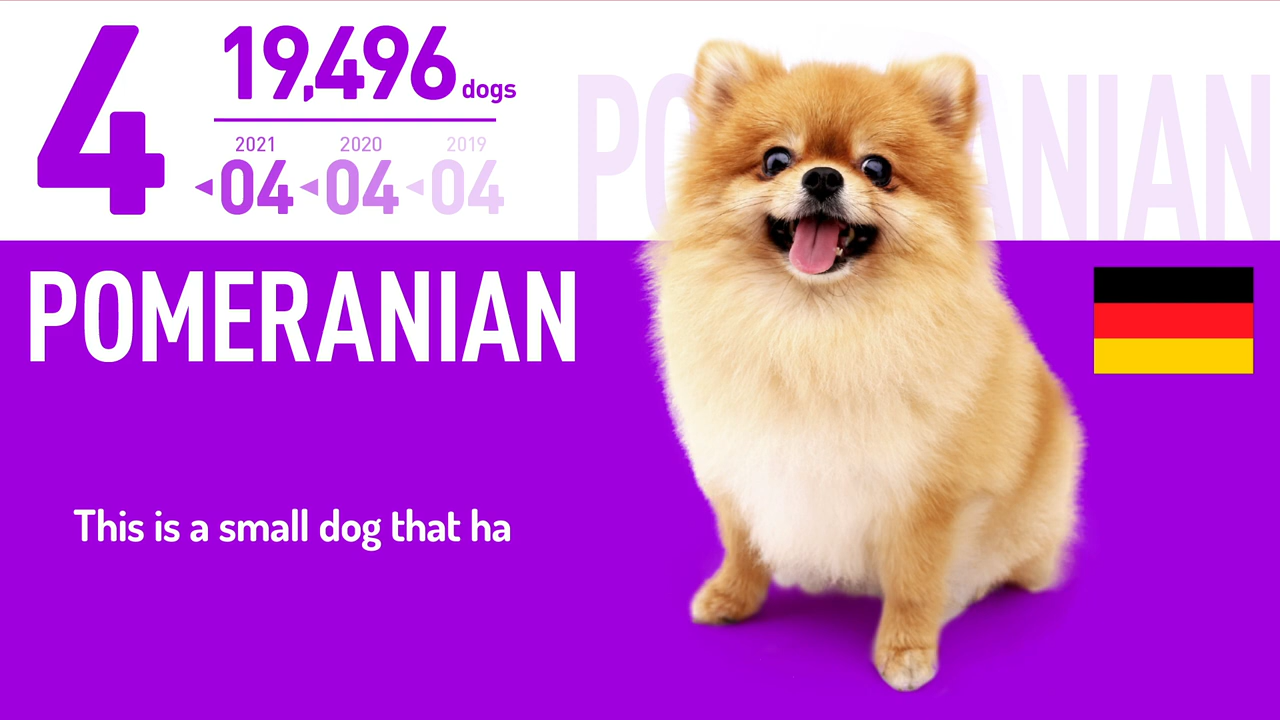 4
19,496 dogs
2021 2020 2019
◄04 ◄04 ◄04
POMERANIAN
POMERANIAN
This is a small dog that ha